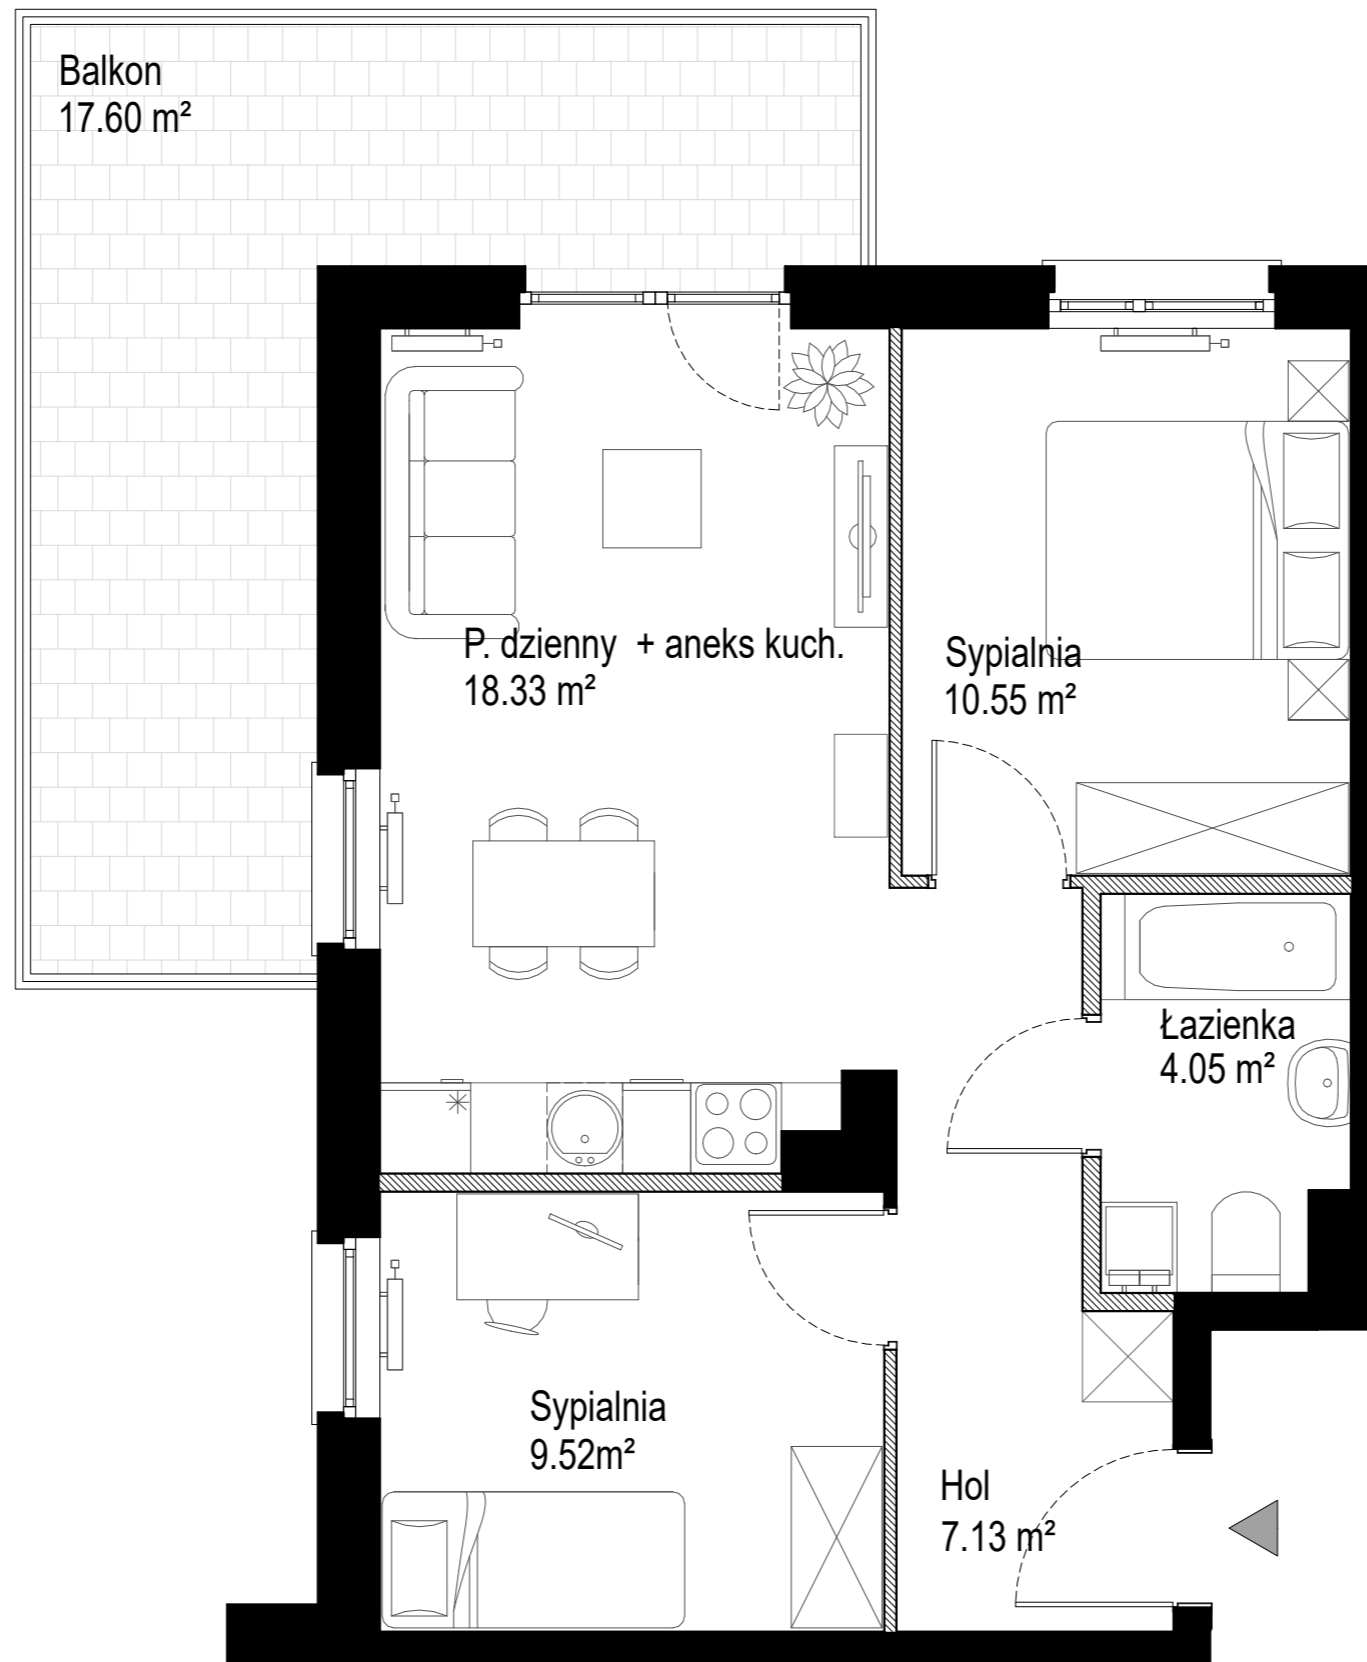 Balkon
17.60 m²
P. dzienny + aneks kuch.
18.33 m²
Sypialnia
10.55 m²
Łazienka
4.05 m²
Sypialnia
9.52m²
Hol
7.13 m²